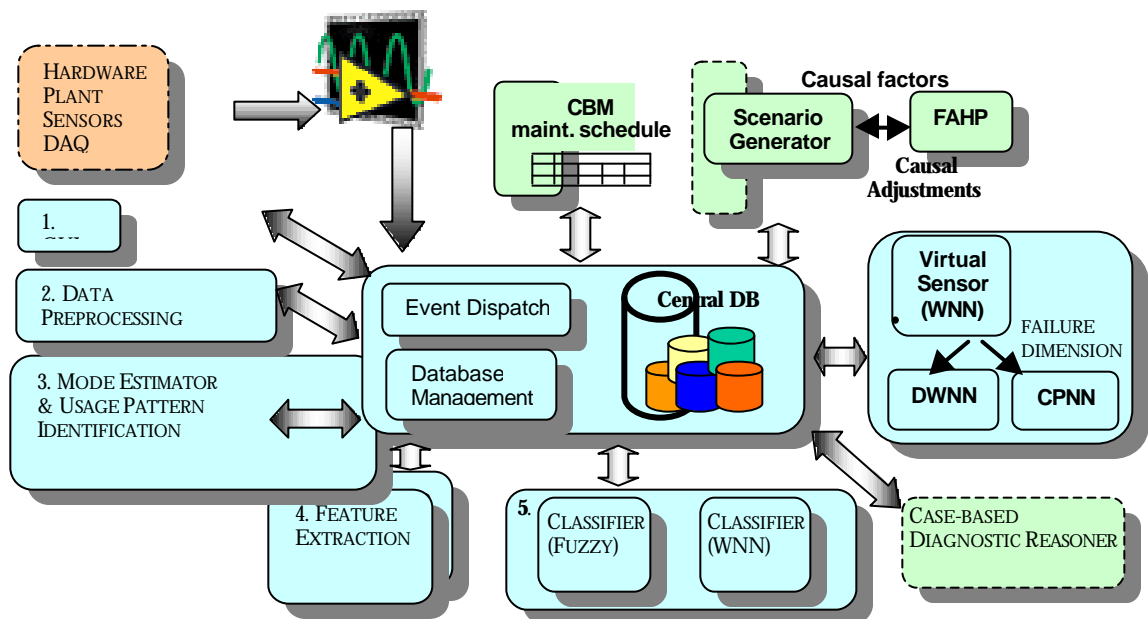 HARDWARE
PLANT
SENSORS
DAQ
CBM
maint. schedule
Causal factors
Scenario
Generator
FAHP
Causal
Adjustments
1.
2. DATA
PREPROCESSING
3. MODE ESTIMATOR
& USAGE PATTERN
IDENTIFICATION
Event Dispatch
Database
Management
Central DB
Virtual
Sensor
(WNN)
FAILURE
DIMENSION
DWNN
CPNN
4. FEATURE
EXTRACTION
5.
CLASSIFIER
(FUZZY)
CLASSIFIER
(WNN)
CASE-BASED
DIAGNOSTIC REASONER